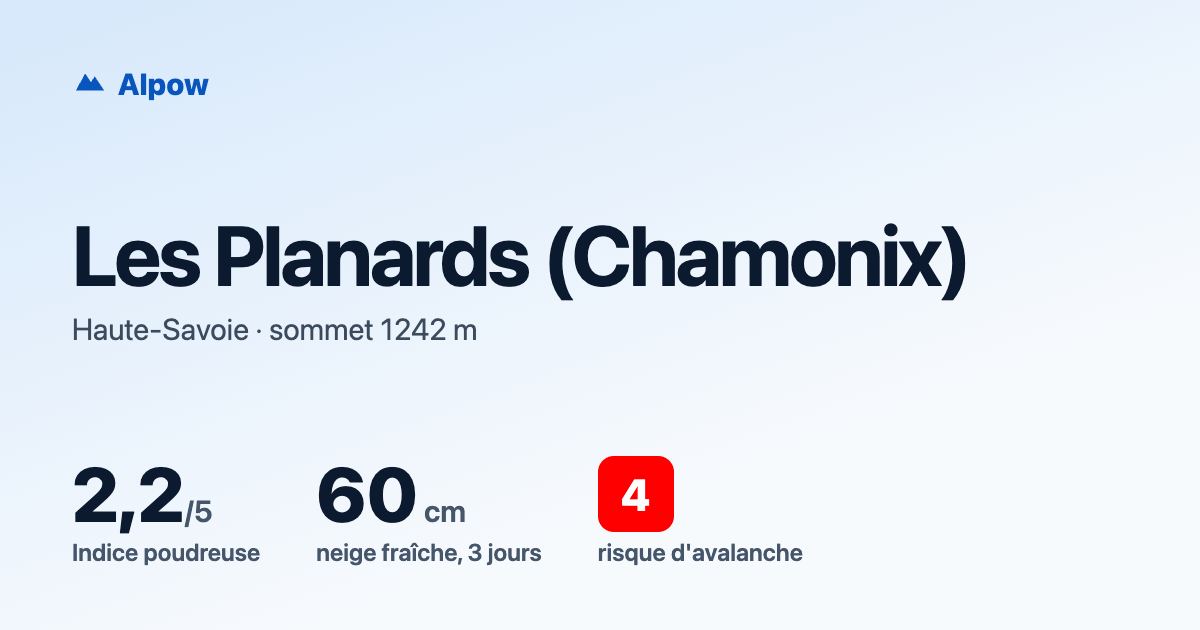 Alpow
Les Planards (Chamonix)
Haute-Savoie · sommet 1242 m
2,2/5 60 cm 4
Indice poudreuse neige fraîche, 3 jours risque d'avalanche